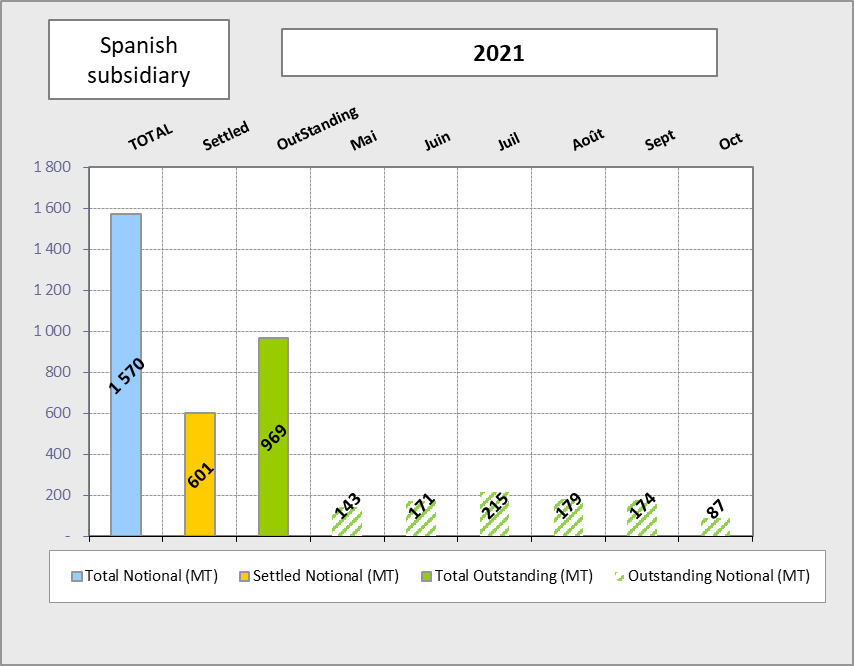 Spanish
subsidiary
2021
TOTAL Settled OutStanding Mai Juin Juil Août Sept Oct
1 800
1 600
1 400
1 200
1 000
800
600
400
200
-
1 570 601 969 143 171 215 179 174 87
Total Notional (MT) Settled Notional (MT) Total Outstanding (MT) Outstanding Notional (MT)